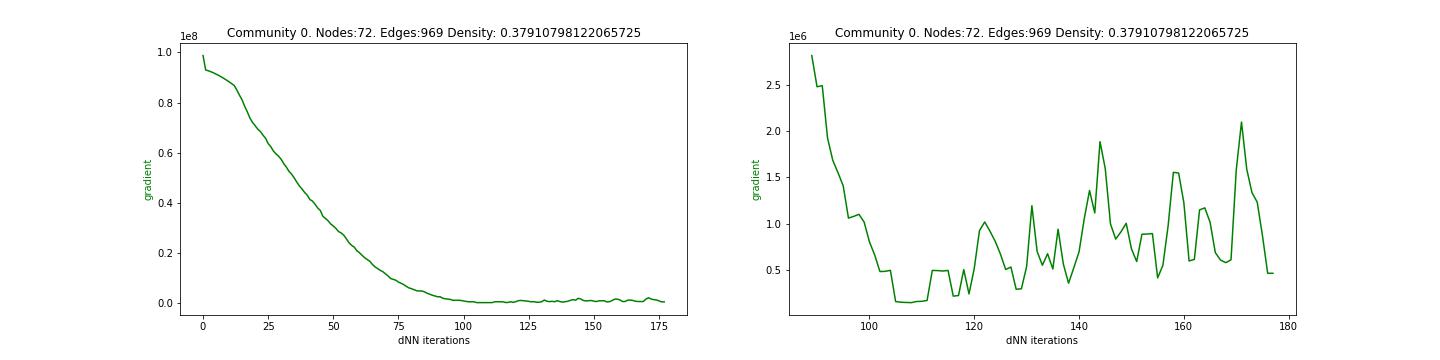 Community 0. Nodes:72. Edges:969 Density: 0.37910798122065725
1e8
1.0
0.8
0.6
0.4
0.2
0.0
gradient
0 25 50 75 100 125 150 175
dNN iterations
Community 0. Nodes:72. Edges:969 Density: 0.37910798122065725
1e6
2.5
2.0
1.5
1.0
0.5
gradient
100 120 140 160 180
dNN iterations